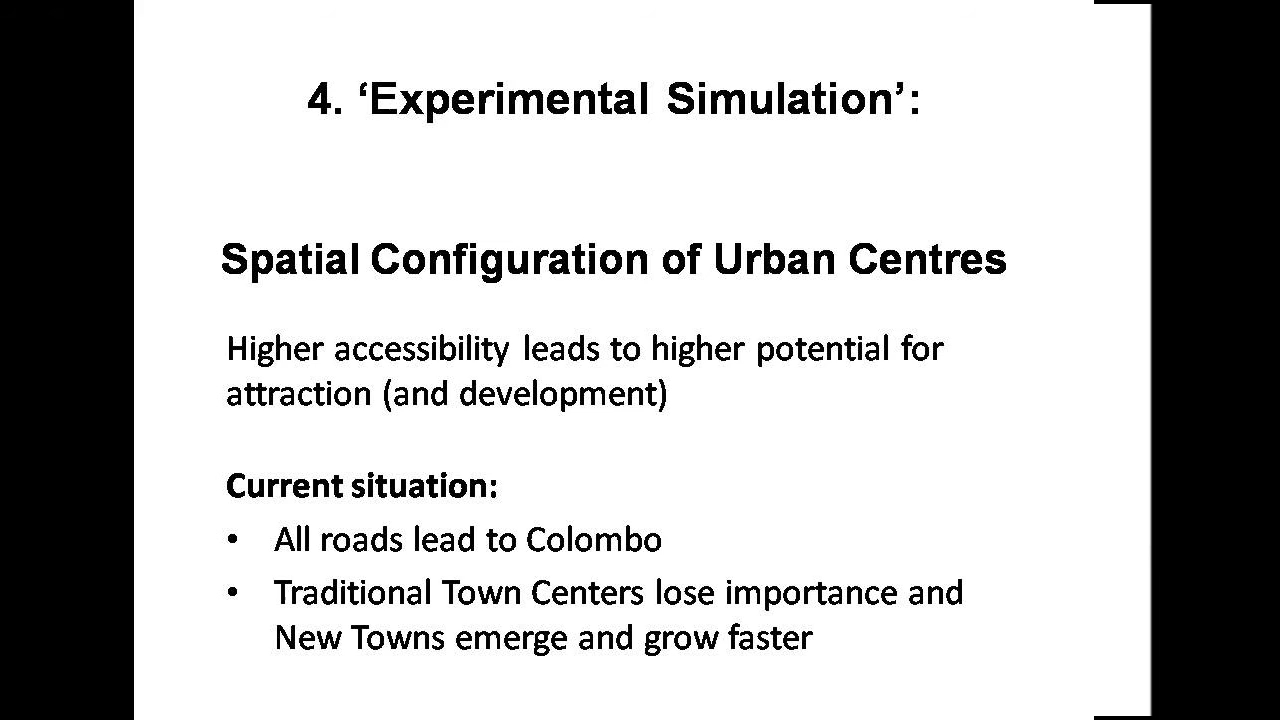 4. ‘Experimental Simulation’:
Spatial Configuration of Urban Centres
Higher accessibility leads to higher potential for
attraction (and development)
Current situation:
• All roads lead to Colombo
• Traditional Town Centers lose importance and
New Towns emerge and grow faster